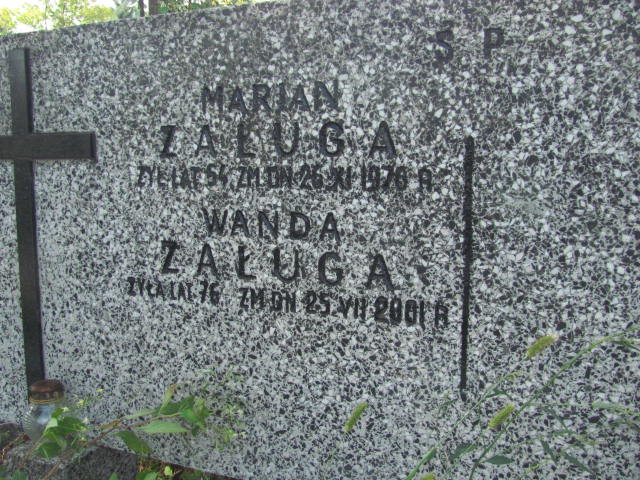 S P
MARIAN
ZAŁUGA
ŻYŁ LAT 54 ZM DN 26 XI 1978 R
WANDA
ZAŁUGA
ŻYŁA LAT 76 ZM DN 25 VII 2001 R